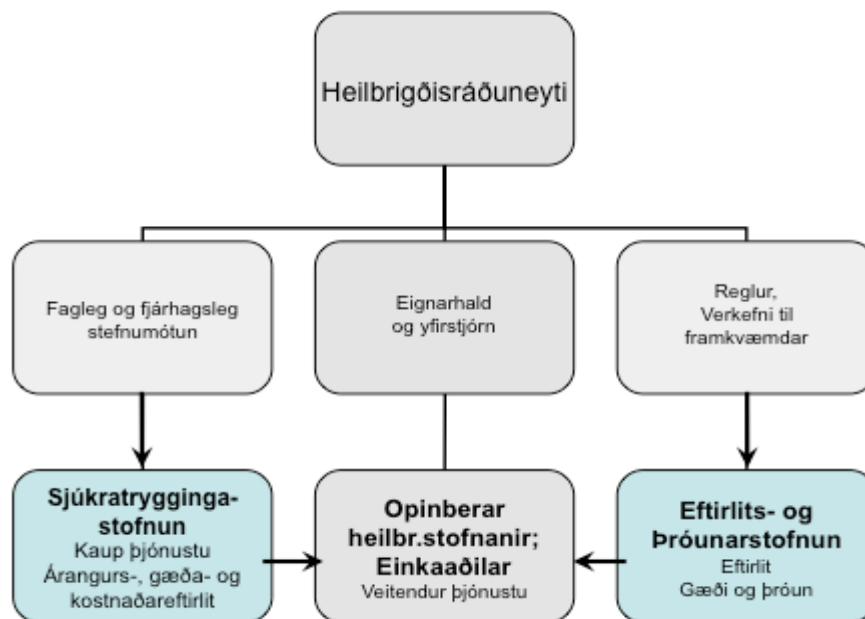 Heilbrigðisráðuneyti
Fagleg og fjárhagsleg
stefnumótun
Eignarhald
og yfirstjórn
Reglur,
Verkefni til
framkvæmdar
Sjúkratrygginga-
stofnun
Kaup þjónustu
Árangurs-, gæða- og
kostnaðareftirlit
Opinberar
heilbr.stofnanir;
Einkaaðilar
Veitendur þjónustu
Eftirlits- og
Þróunarstofnun
Eftirlit
Gæði og þróun